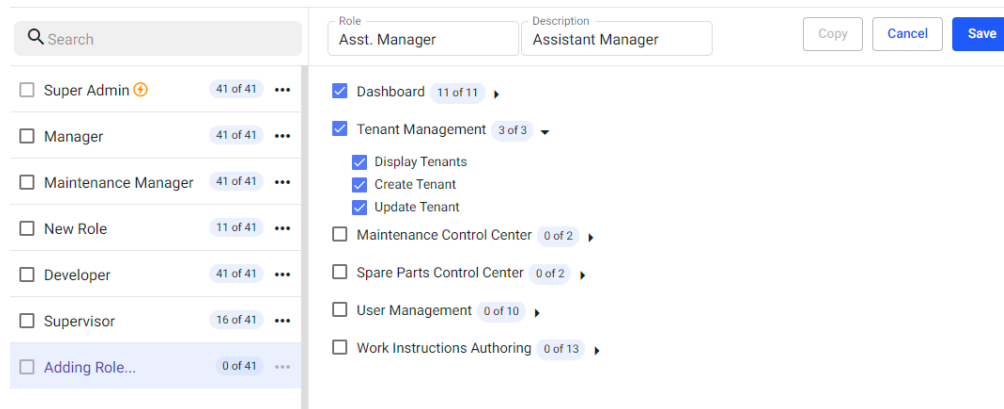 Search
Role
Asst. Manager
Description
Assistant Manager
Copy
Cancel
Save
Super Admin
41 of 41
Manager
41 of 41
Maintenance Manager
41 of 41
New Role
11 of 41
Developer
41 of 41
Supervisor
16 of 41
Adding Role...
0 of 41
Dashboard 11 of 11
Tenant Management 3 of 3
Display Tenants
Create Tenant
Update Tenant
Maintenance Control Center 0 of 2
Spare Parts Control Center 0 of 2
User Management 0 of 10
Work Instructions Authoring 0 of 13